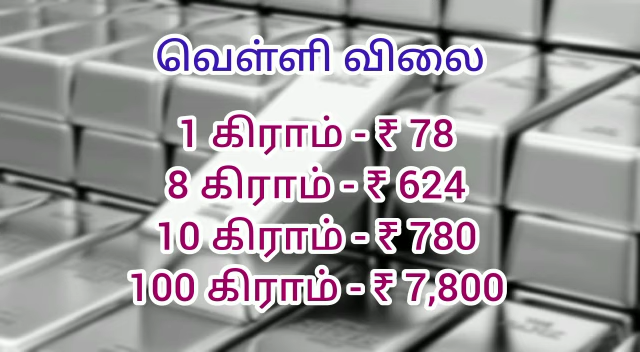 வெள்ளி விலை
1 கிராம் - ₹ 78
8 கிராம் - ₹ 624
10 கிராம் - ₹ 780
100 கிராம் - ₹ 7,800